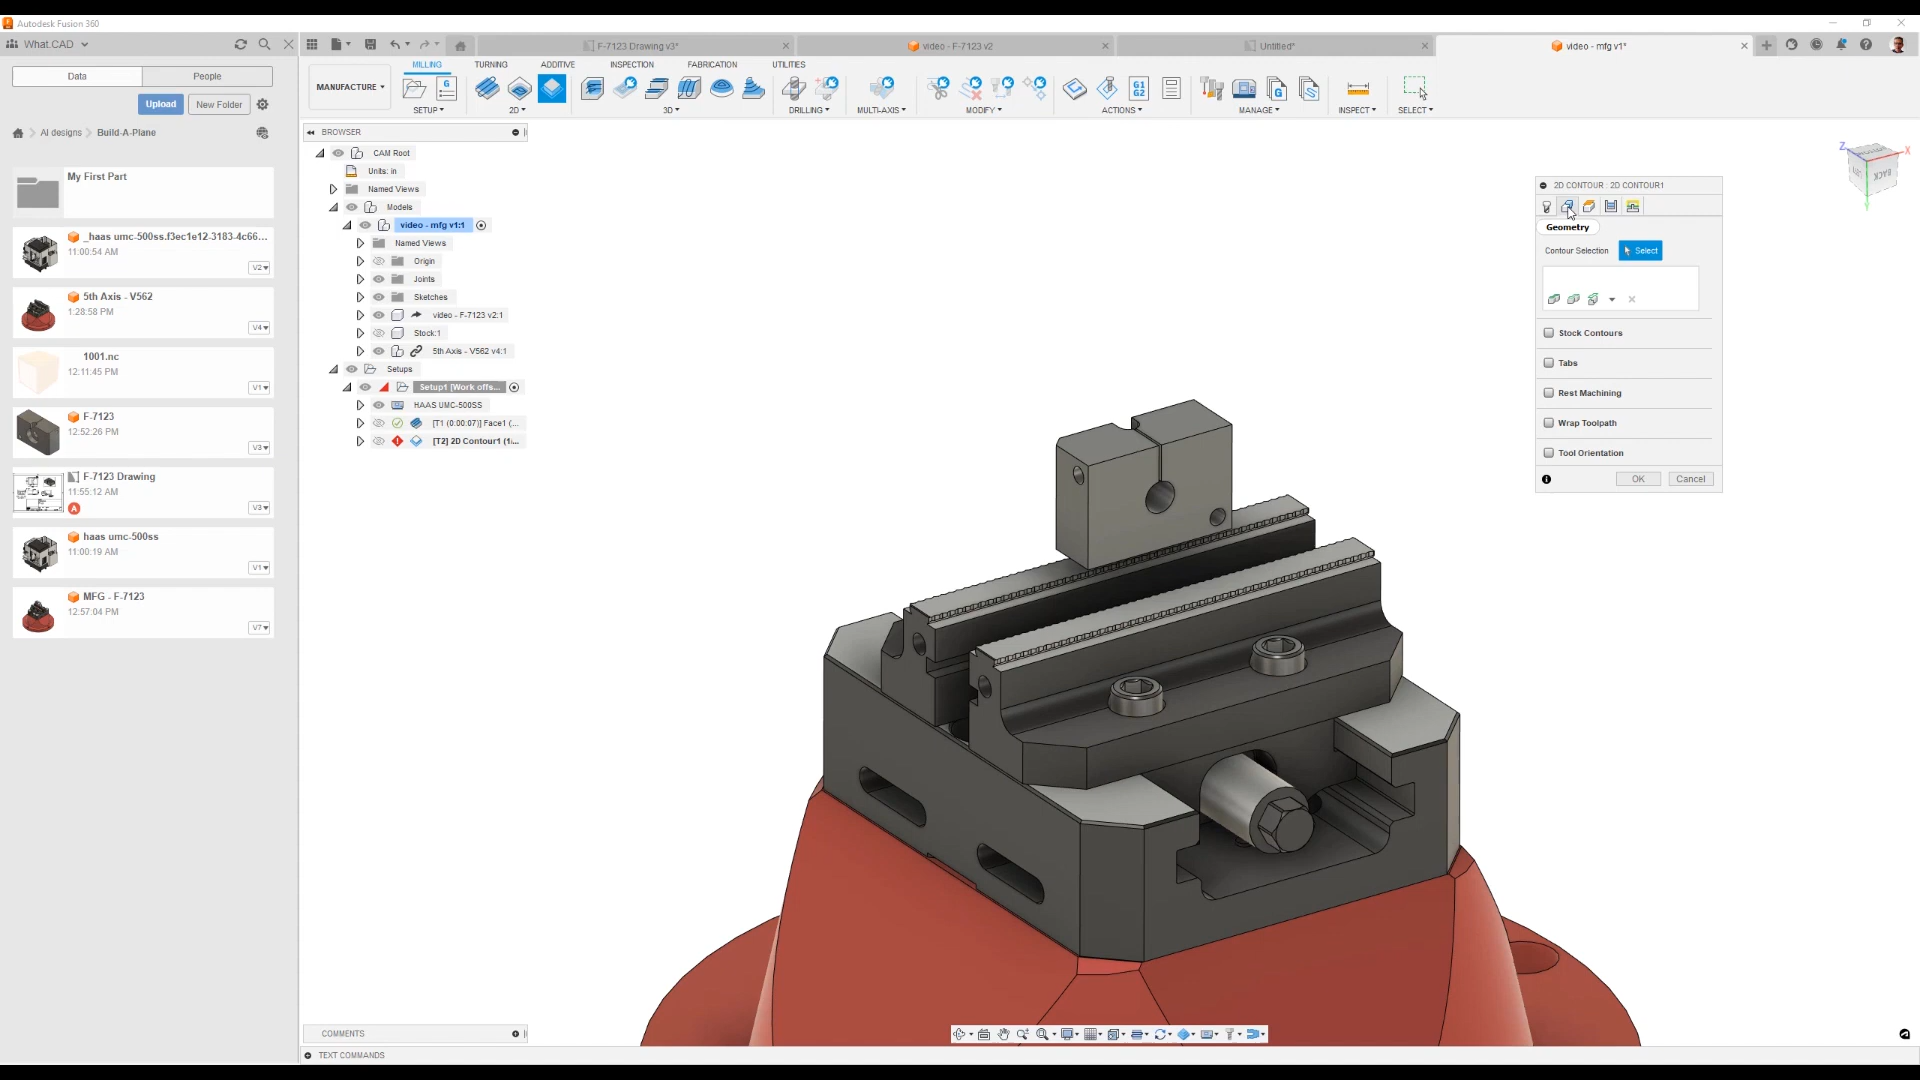 Autodesk Fusion 360
What.CAD
F-7123 Drawing v3*
video - F-7123 v2
Untitled*
video - mfg v1*
Data
People
Upload
New Folder
AI designs
Build-A-Plane
My First Part
_haas umc-500ss.f3ec1e12-3183-4c66...
11:00:54 AM
V2
5th Axis - V562
1:28:58 PM
V4
1001.nc
12:11:45 PM
V1
F-7123
12:52:26 PM
V3
F-7123 Drawing
11:55:12 AM
A
V3
haas umc-500ss
11:00:19 AM
V1
MFG - F-7123
12:57:04 PM
V7
MANUFACTURE
MILLING
TURNING
ADDITIVE
INSPECTION
FABRICATION
UTILITIES
G1
G2
SETUP
2D
3D
DRILLING
MULTI-AXIS
MODIFY
ACTIONS
MANAGE
INSPECT
SELECT
BROWSER
CAM Root
Units: in
Named Views
Models
video - mfg v1:1
Named Views
Origin
Joints
Sketches
video - F-7123 v2:1
Stock:1
5th Axis - V562 v4:1
Setups
Setup1 [Work offs...
HAAS UMC-500SS
[T1 (0:00:07)] Face1 (...
[T2] 2D Contour1 (1/...
Z
X
BACK
Y
2D CONTOUR : 2D CONTOUR1
Geometry
Contour Selection
Select
Stock Contours
Tabs
Rest Machining
Wrap Toolpath
Tool Orientation
OK
Cancel
COMMENTS
TEXT COMMANDS